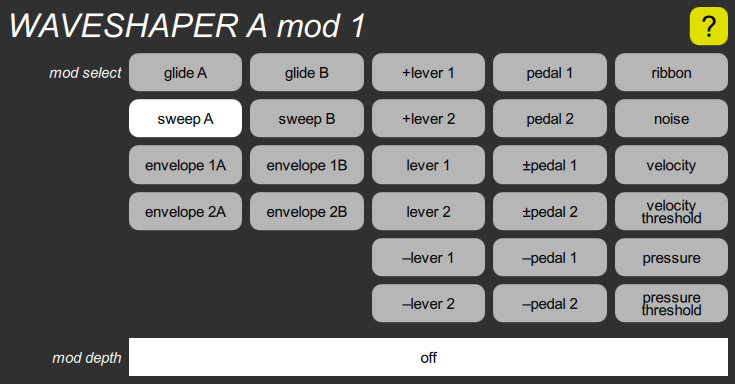 WAVESHAPER A mod 1
?
mod select
glide A
glide B
+lever 1
pedal 1
ribbon
sweep A
sweep B
+lever 2
pedal 2
noise
envelope 1A
envelope 1B
lever 1
±pedal 1
velocity
envelope 2A
envelope 2B
lever 2
±pedal 2
velocity
threshold
–lever 1
–pedal 1
pressure
–lever 2
–pedal 2
pressure
threshold
mod depth
off